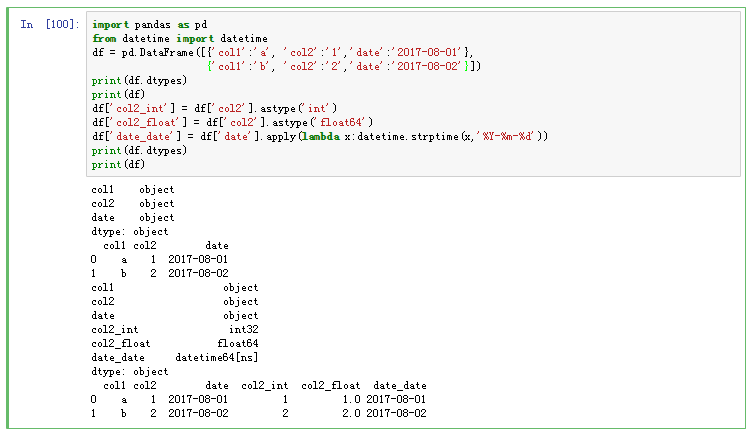 In [100]: import pandas as pd
from datetime import datetime
df = pd.DataFrame([{'col1':'a', 'col2':'1','date':'2017-08-01'},
                   {'col1':'b', 'col2':'2','date':'2017-08-02'}])
print(df.dtypes)
print(df)
df['col2_int'] = df['col2'].astype('int')
df['col2_float'] = df['col2'].astype('float64')
df['date_date'] = df['date'].apply(lambda x:datetime.strptime(x,'%Y-%m-%d'))
print(df.dtypes)
print(df)
col1    object
col2    object
date    object
dtype: object
  col1 col2        date
0    a    1  2017-08-01
1    b    2  2017-08-02
col1                  object
col2                  object
date                  object
col2_int               int32
col2_float           float64
date_date     datetime64[ns]
dtype: object
  col1 col2        date  col2_int  col2_float  date_date
0    a    1  2017-08-01         1         1.0 2017-08-01
1    b    2  2017-08-02         2         2.0 2017-08-02